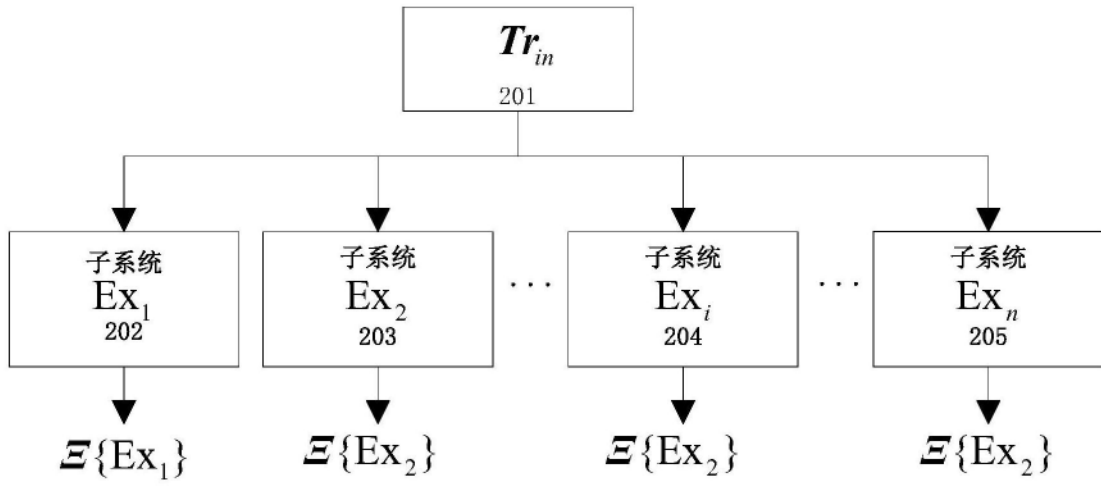 Tr_in
201
子系统
Ex_1
202
子系统
Ex_2
203
···
子系统
Ex_i
204
···
子系统
Ex_n
205
Ξ{Ex_1}
Ξ{Ex_2}
Ξ{Ex_2}
Ξ{Ex_2}